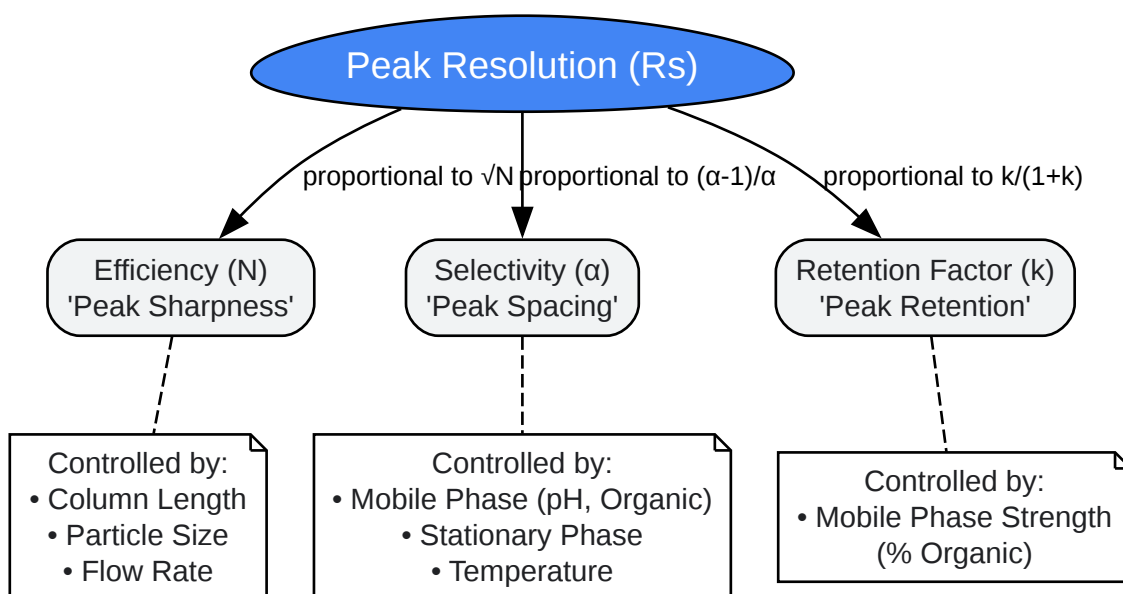 Peak Resolution (Rs)
proportional to √N
proportional to (α-1)/α
proportional to k/(1+k)
Efficiency (N)
'Peak Sharpness'
Selectivity (α)
'Peak Spacing'
Retention Factor (k)
'Peak Retention'
Controlled by:
• Column Length
• Particle Size
• Flow Rate
Controlled by:
• Mobile Phase (pH, Organic)
• Stationary Phase
• Temperature
Controlled by:
• Mobile Phase Strength
(% Organic)